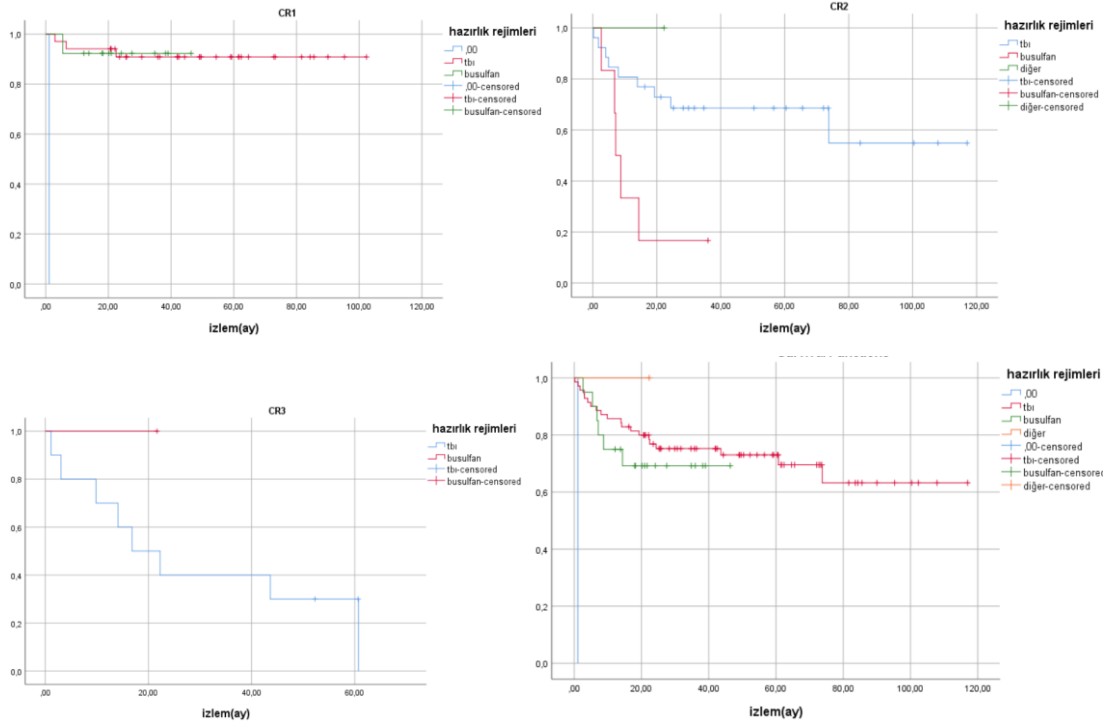 CR1
hazırlık rejimleri
,00
tbı
busulfan
,00-censored
tbı-censored
busulfan-censored
1,0
0,8
0,6
0,4
0,2
0,0
,00 20,00 40,00 60,00 80,00 100,00 120,00
izlem(ay)
CR2
hazırlık rejimleri
tbı
busulfan
diğer
tbı-censored
busulfan-censored
diğer-censored
1,0
0,8
0,6
0,4
0,2
0,0
,00 20,00 40,00 60,00 80,00 100,00 120,00
izlem(ay)
CR3
hazırlık rejimleri
tbı
busulfan
tbı-censored
busulfan-censored
1,0
0,8
0,6
0,4
0,2
0,0
,00 20,00 40,00 60,00
izlem(ay)
hazırlık rejimleri
,00
tbı
busulfan
diğer
,00-censored
tbı-censored
busulfan-censored
diğer-censored
1,0
0,8
0,6
0,4
0,2
0,0
,00 20,00 40,00 60,00 80,00 100,00 120,00
izlem(ay)